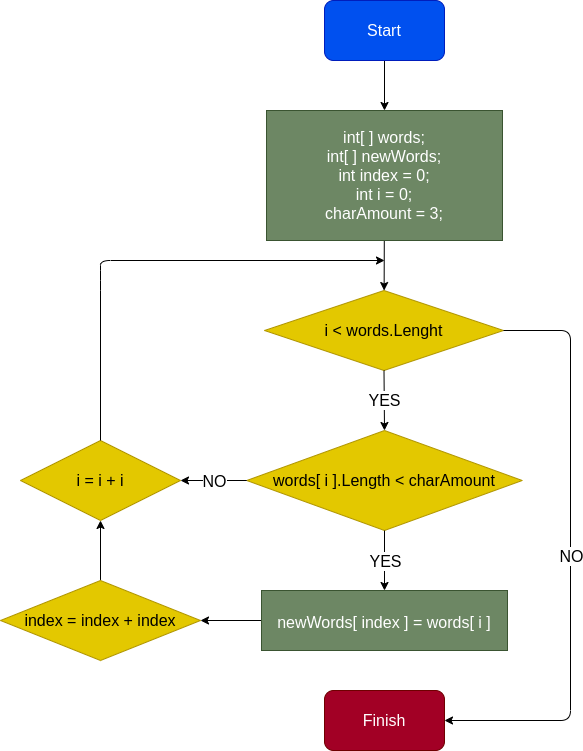 Start
int[ ] words;
int[ ] newWords;
int index = 0;
int i = 0;
charAmount = 3;
i < words.Lenght
YES
words[ i ].Length < charAmount
NO
i = i + i
YES
NO
newWords[ index ] = words[ i ]
index = index + index
Finish